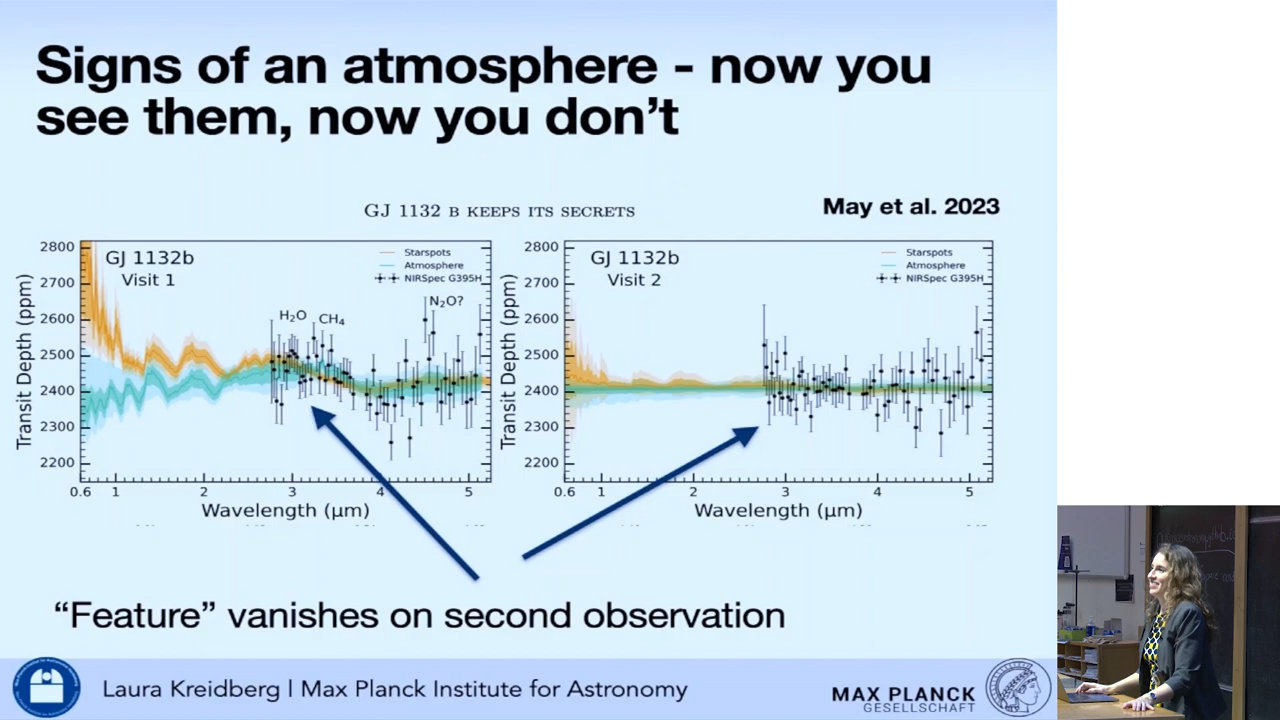 Signs of an atmosphere - now you
see them, now you don't
GJ 1132 B KEEPS ITS SECRETS
May et al. 2023
GJ 1132b
Visit 1
Starspots
Atmosphere
NIRSpec G395H
H₂O
CH₄
N₂O?
2800
2700
2600
2500
2400
2300
2200
Transit Depth (ppm)
0.6 1 2 3 4 5
Wavelength (μm)
GJ 1132b
Visit 2
Starspots
Atmosphere
NIRSpec G395H
2800
2700
2600
2500
2400
2300
2200
Transit Depth (ppm)
0.6 1 2 3 4 5
Wavelength (μm)
"Feature" vanishes on second observation
Laura Kreidberg | Max Planck Institute for Astronomy
MAX PLANCK
GESELLSCHAFT